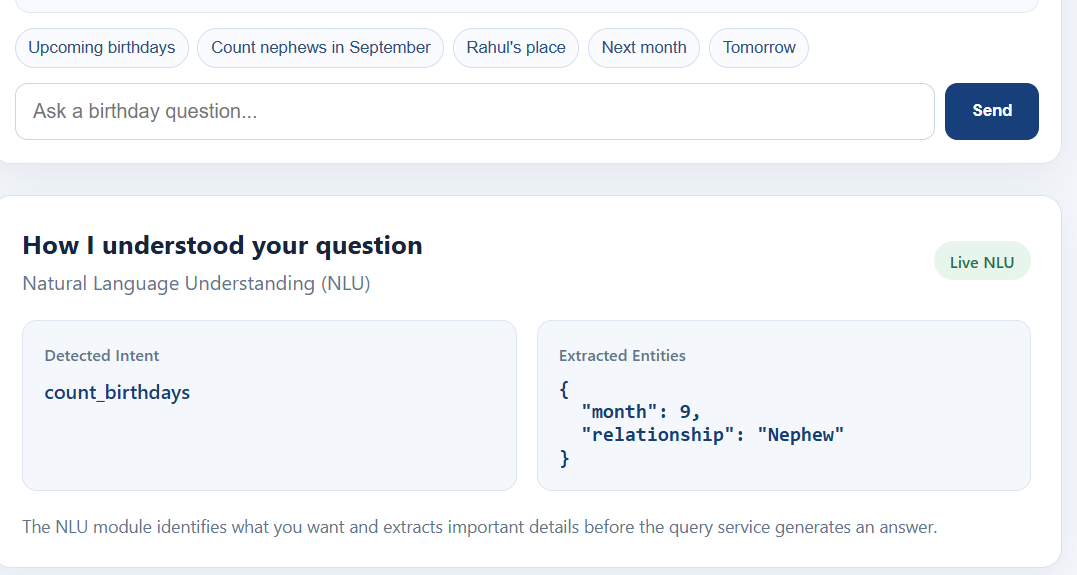 Upcoming birthdays Count nephews in September Rahul's place Next month Tomorrow
Ask a birthday question... Send
How I understood your question
Natural Language Understanding (NLU)
Live NLU
Detected Intent
count_birthdays
Extracted Entities
{
  "month": 9,
  "relationship": "Nephew"
}
The NLU module identifies what you want and extracts important details before the query service generates an answer.